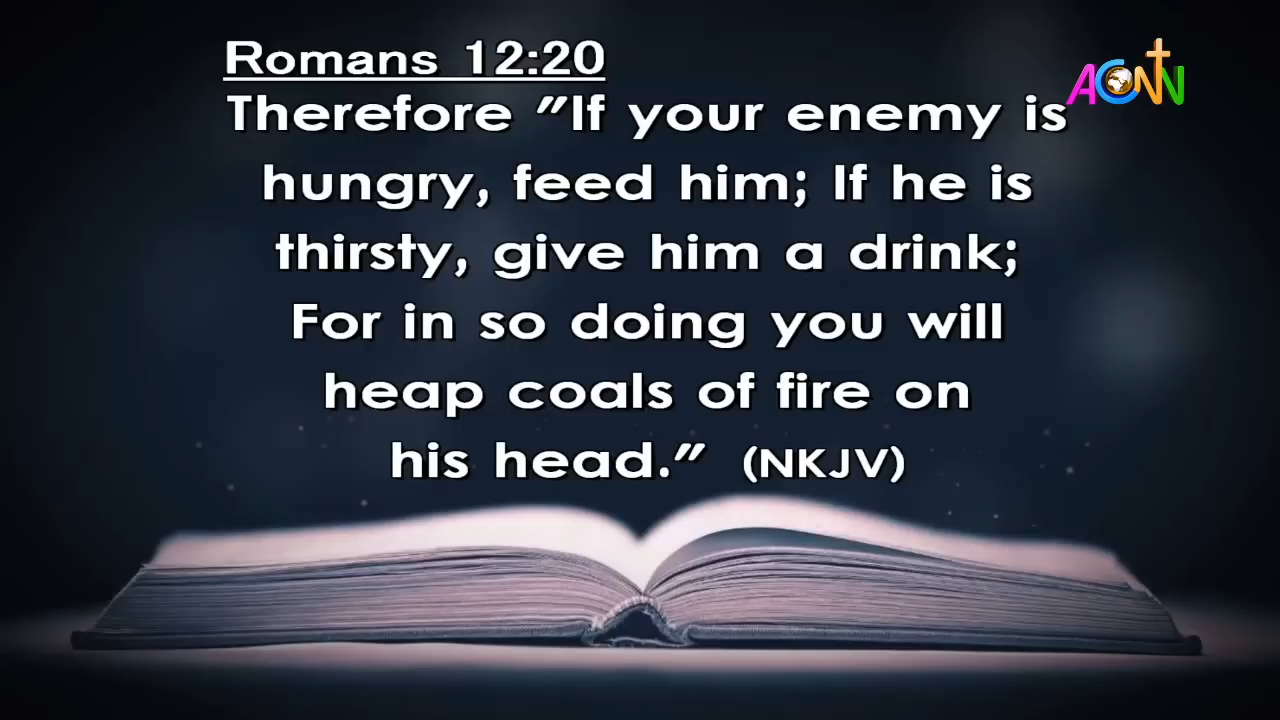 Romans 12:20
Therefore "If your enemy is
hungry, feed him; If he is
thirsty, give him a drink;
For in so doing you will
heap coals of fire on
his head." (NKJV)
ACNN